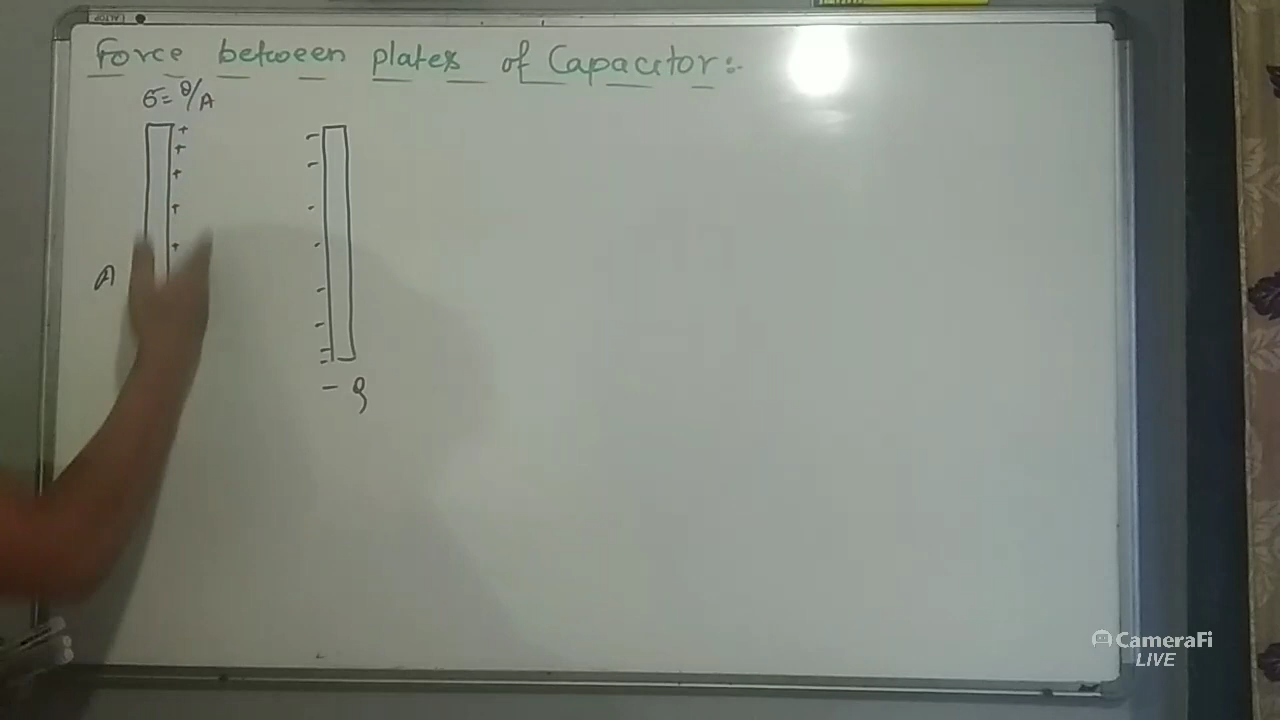 Force between plates of Capacitor:-
σ = Q/A
+
+
+
+
+
A
- Q
CameraFi
LIVE